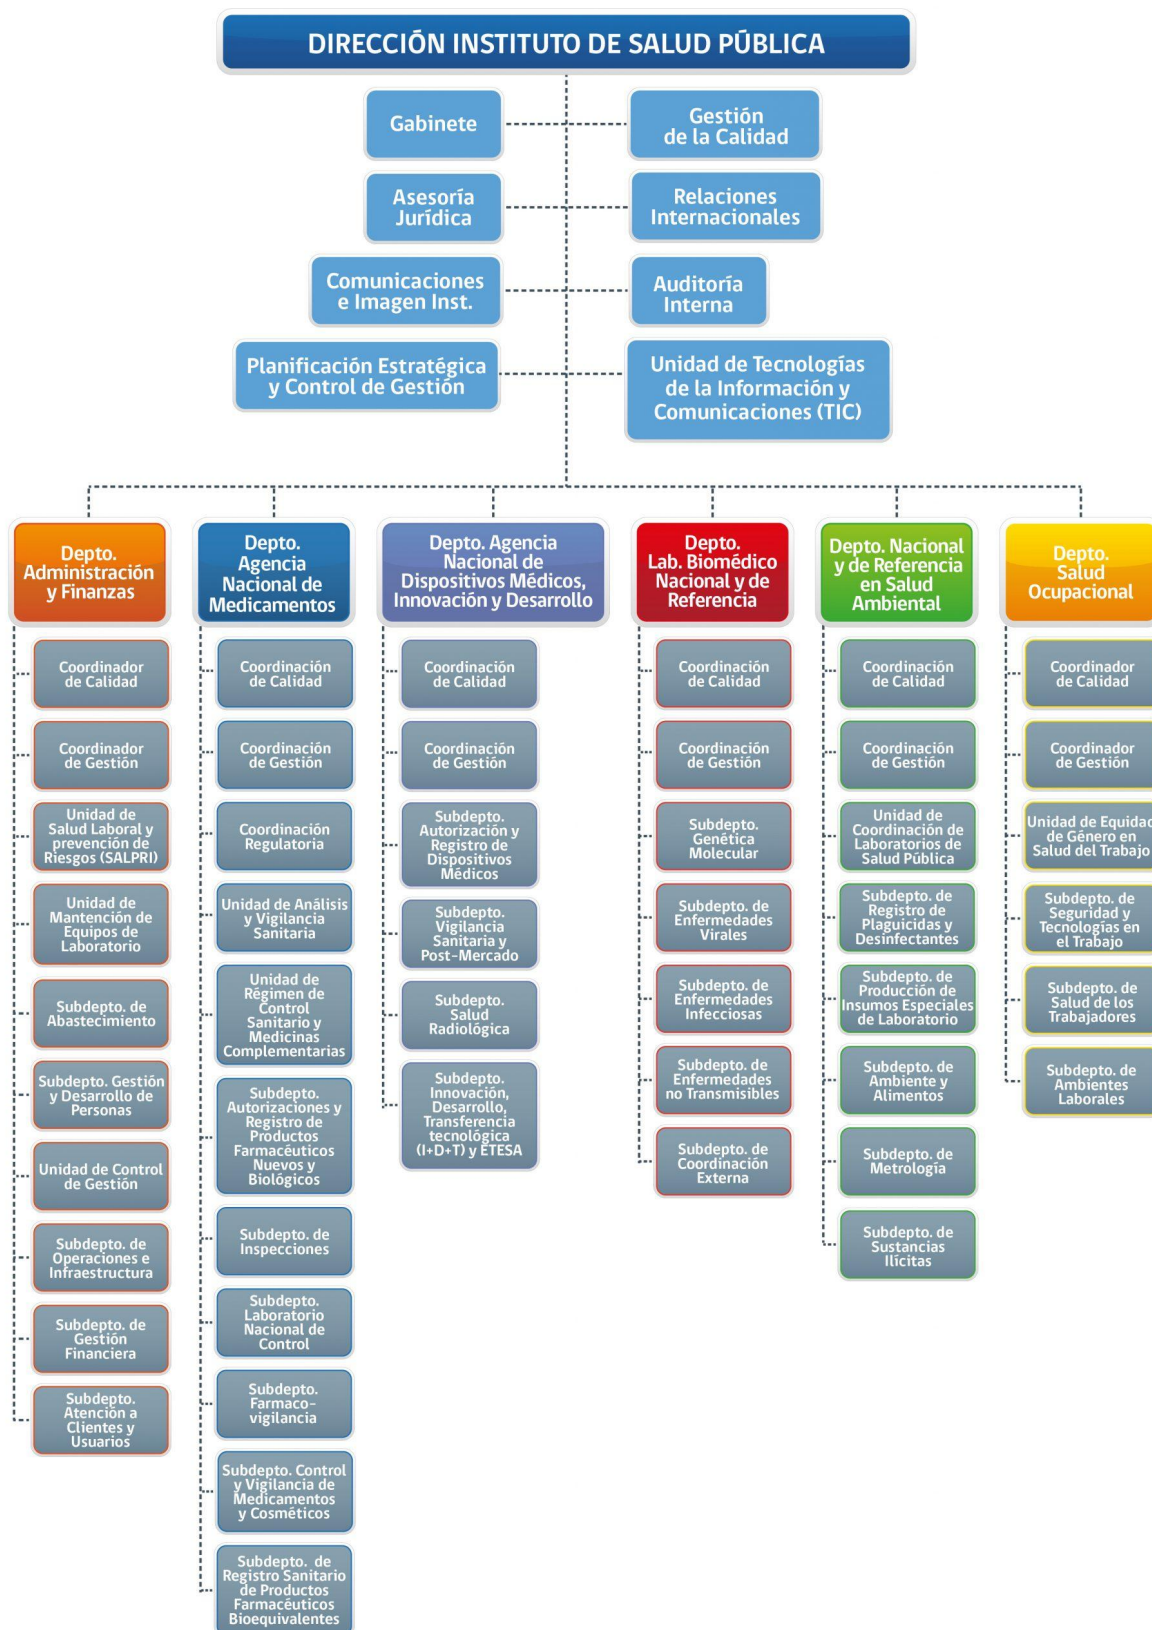 DIRECCIÓN INSTITUTO DE SALUD PÚBLICA
Gabinete
Gestión
de la Calidad
Asesoría
Jurídica
Relaciones
Internacionales
Comunicaciones
e Imagen Inst.
Auditoría
Interna
Planificación Estratégica
y Control de Gestión
Unidad de Tecnologías
de la Información y
Comunicaciones (TIC)
Depto.
Administración
y Finanzas
Coordinador
de Calidad
Coordinador
de Gestión
Unidad de
Salud Laboral y
prevención de
Riesgos (SALPRI)
Unidad de
Mantención de
Equipos de
Laboratorio
Subdepto. de
Abastecimiento
Subdepto. Gestión
y Desarrollo de
Personas
Unidad de Control
de Gestión
Subdepto. de
Operaciones e
Infraestructura
Subdepto. de
Gestión
Financiera
Subdepto.
Atención a
Clientes y
Usuarios
Depto.
Agencia
Nacional de
Medicamentos
Coordinación
de Calidad
Coordinación
de Gestión
Coordinación
Regulatoria
Unidad de Análisis
y Vigilancia
Sanitaria
Unidad de
Régimen de
Control
Sanitario y
Medicinas
Complementarias
Subdepto.
Autorizaciones y
Registro de
Productos
Farmacéuticos
Nuevos y
Biológicos
Subdepto. de
Inspecciones
Subdepto.
Laboratorio
Nacional de
Control
Subdepto.
Farmaco-
vigilancia
Subdepto. Control
y Vigilancia de
Medicamentos
y Cosméticos
Subdepto. de
Registro Sanitario
de Productos
Farmacéuticos
Bioequivalentes
Depto. Agencia
Nacional de
Dispositivos Médicos,
Innovación y Desarrollo
Coordinación
de Calidad
Coordinación
de Gestión
Subdepto.
Autorización y
Registro de
Dispositivos
Médicos
Subdepto.
Vigilancia
Sanitaria y
Post-Mercado
Subdepto.
Salud
Radiológica
Subdepto.
Innovación,
Desarrollo,
Transferencia
tecnológica
(I+D+T) y ETESA
Depto.
Lab. Biomédico
Nacional y de
Referencia
Coordinación
de Calidad
Coordinación
de Gestión
Subdepto.
Genética
Molecular
Subdepto. de
Enfermedades
Virales
Subdepto. de
Enfermedades
Infecciosas
Subdepto. de
Enfermedades
no Transmisibles
Subdepto. de
Coordinación
Externa
Depto. Nacional
y de Referencia
en Salud
Ambiental
Coordinación
de Calidad
Coordinación
de Gestión
Unidad de
Coordinación de
Laboratorios de
Salud Pública
Subdepto. de
Registro de
Plaguicidas y
Desinfectantes
Subdepto. de
Producción de
Insumos Especiales
de Laboratorio
Subdepto. de
Ambiente y
Alimentos
Subdepto. de
Metrología
Subdepto. de
Sustancias
Ilícitas
Depto.
Salud
Ocupacional
Coordinador
de Calidad
Coordinador
de Gestión
Unidad de Equidad
de Género en
Salud del Trabajo
Subdepto. de
Seguridad y
Tecnologías en
el Trabajo
Subdepto. de
Salud de los
Trabajadores
Subdepto. de
Ambientes
Laborales